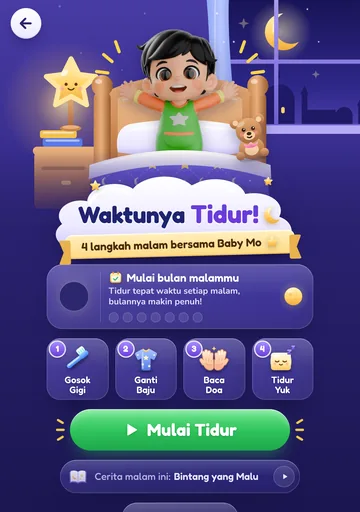 Waktunya Tidur!
4 langkah malam bersama Baby Mo
Mulai bulan malammu
Tidur tepat waktu setiap malam,
bulannya makin penuh!
1
2
3
4
Gosok
Gigi
Ganti
Baju
Baca
Doa
Tidur
Yuk
Mulai Tidur
Cerita malam ini: Bintang yang Malu